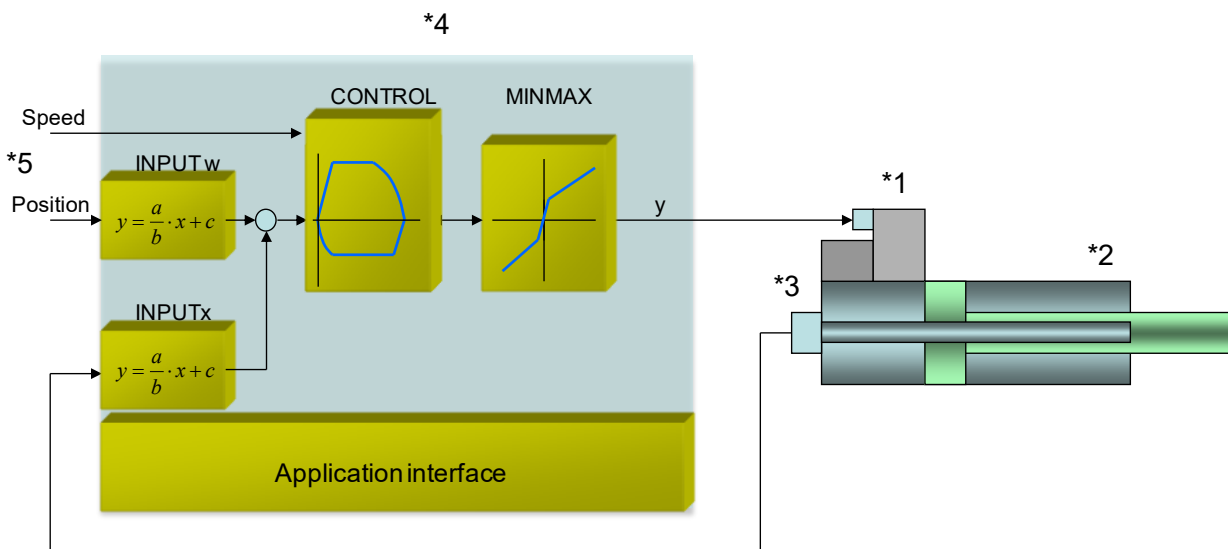 *4
CONTROL
MINMAX
Speed
*5
INPUT w
Position
y = a/b · x + c
y
*1
*2
*3
INPUTx
y = a/b · x + c
Application interface